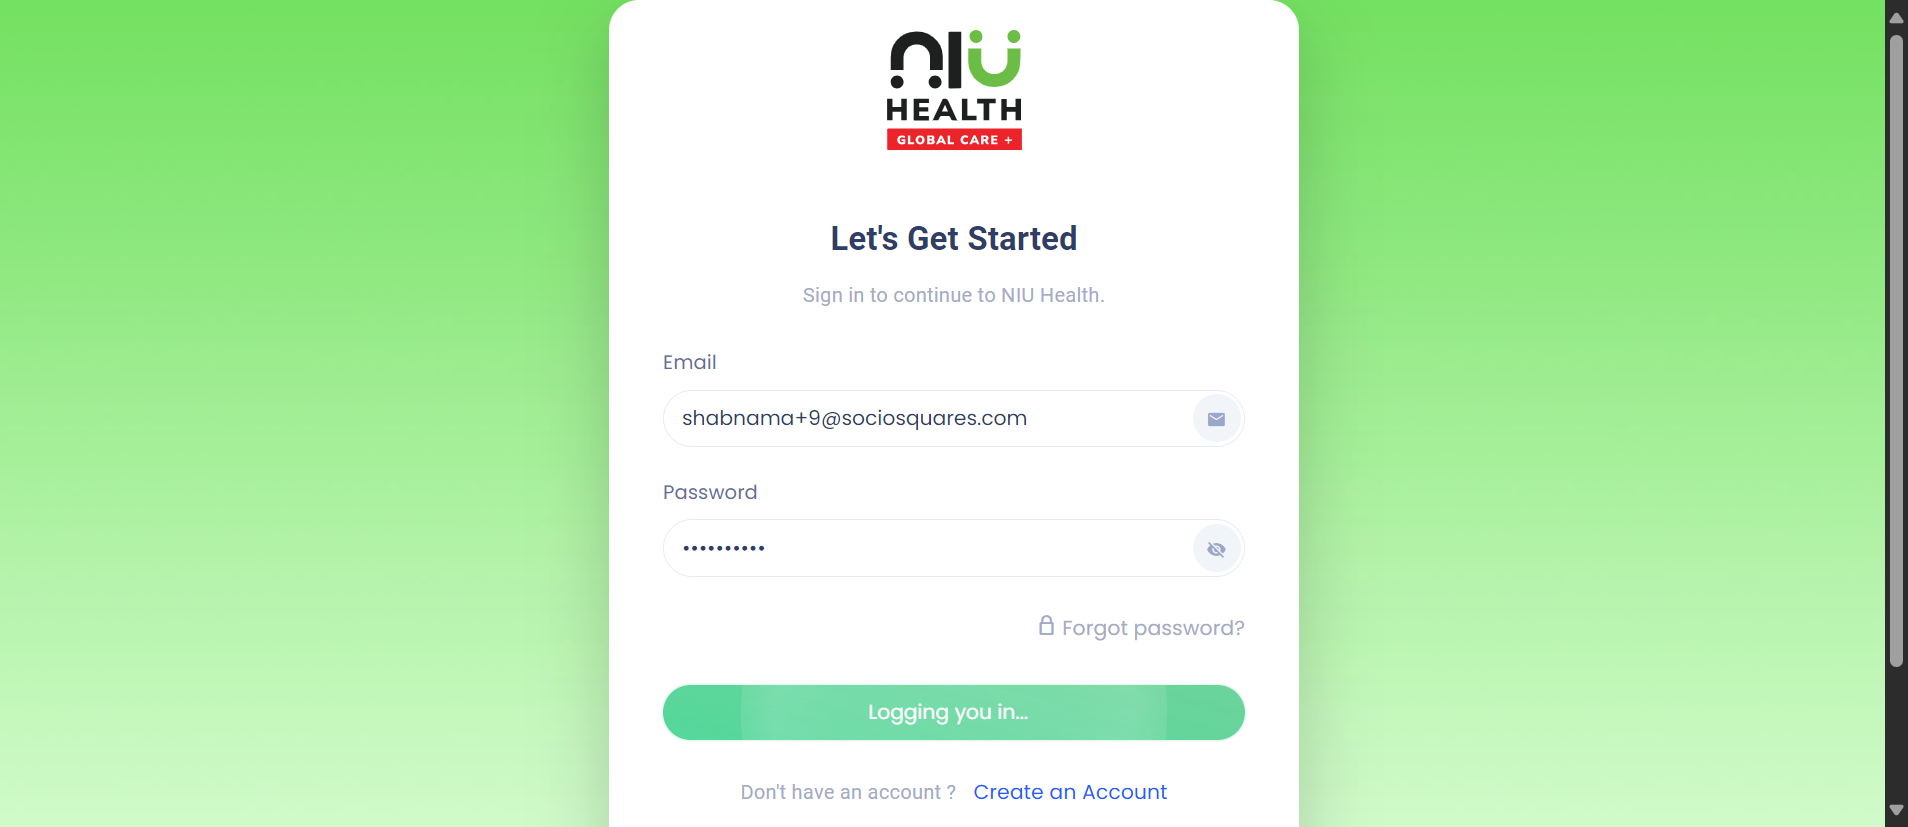 NIU
HEALTH
GLOBAL CARE +
Let's Get Started
Sign in to continue to NIU Health.
Email
shabnama+9@sociosquares.com
Password
••••••••••
Forgot password?
Logging you in...
Don't have an account ? Create an Account